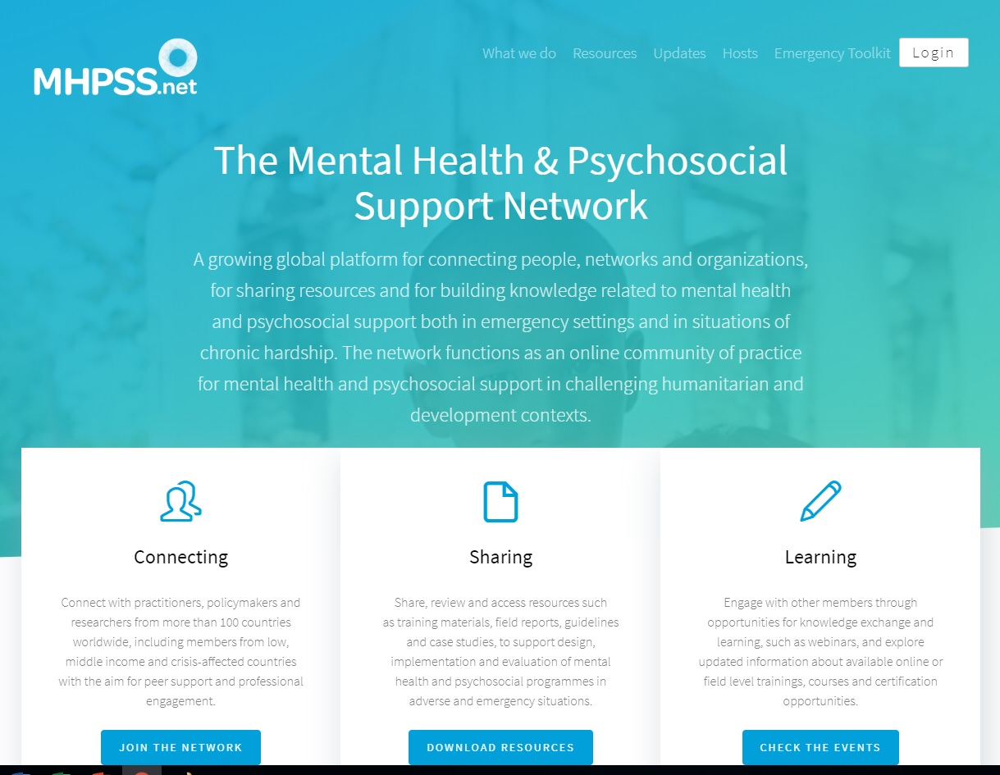 MHPSS.net
What we do Resources Updates Hosts Emergency Toolkit Login
The Mental Health & Psychosocial
Support Network
A growing global platform for connecting people, networks and organizations,
for sharing resources and for building knowledge related to mental health
and psychosocial support both in emergency settings and in situations of
chronic hardship. The network functions as an online community of practice
for mental health and psychosocial support in challenging humanitarian and
development contexts.
Connecting
Connect with practitioners, policymakers and
researchers from more than 100 countries
worldwide, including members from low,
middle income and crisis-affected countries
with the aim for peer support and professional
engagement.
JOIN THE NETWORK
Sharing
Share, review and access resources such
as training materials, field reports, guidelines
and case studies, to support design,
implementation and evaluation of mental
health and psychosocial programmes in
adverse and emergency situations.
DOWNLOAD RESOURCES
Learning
Engage with other members through
opportunities for knowledge exchange and
learning, such as webinars, and explore
updated information about available online or
field level trainings, courses and certification
opportunities.
CHECK THE EVENTS